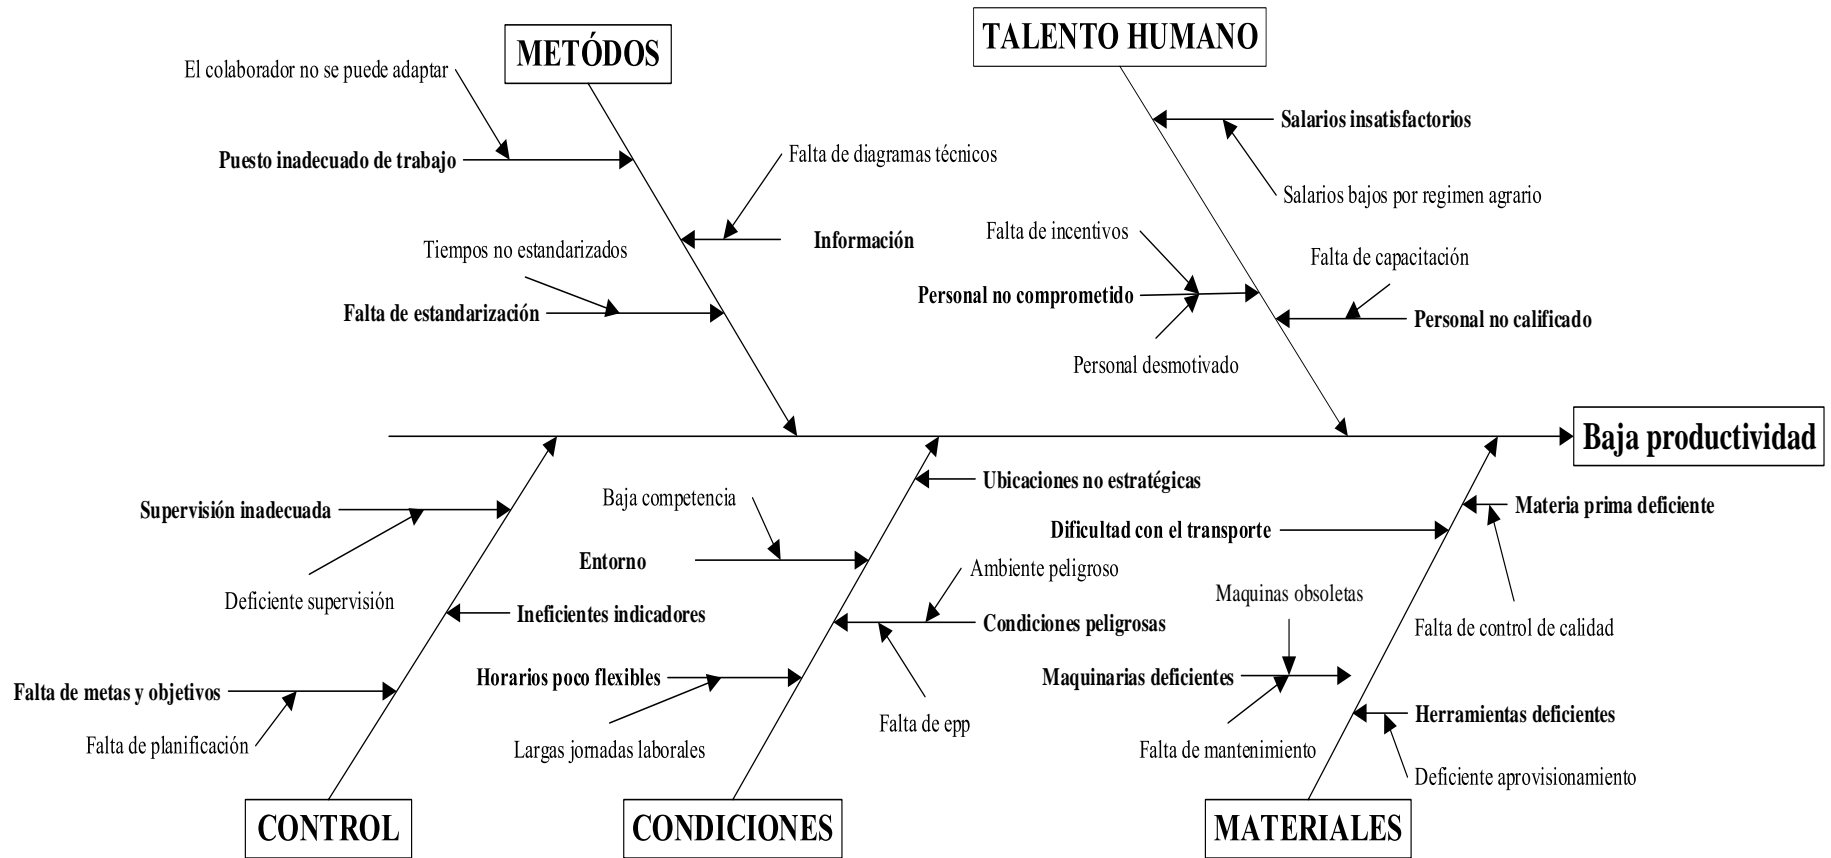 METÓDOS
TALENTO HUMANO
El colaborador no se puede adaptar
Puesto inadecuado de trabajo
Falta de diagramas técnicos
Información
Tiempos no estandarizados
Falta de estandarización
Salarios insatisfactorios
Salarios bajos por regimen agrario
Falta de incentivos
Personal no comprometido
Personal desmotivado
Falta de capacitación
Personal no calificado
Baja productividad
Supervisión inadecuada
Deficiente supervisión
Ineficientes indicadores
Falta de metas y objetivos
Falta de planificación
CONTROL
Ubicaciones no estratégicas
Baja competencia
Entorno
Ambiente peligroso
Condiciones peligrosas
Falta de epp
Horarios poco flexibles
Largas jornadas laborales
CONDICIONES
Materia prima deficiente
Falta de control de calidad
Dificultad con el transporte
Maquinas obsoletas
Maquinarias deficientes
Falta de mantenimiento
Herramientas deficientes
Deficiente aprovisionamiento
MATERIALES